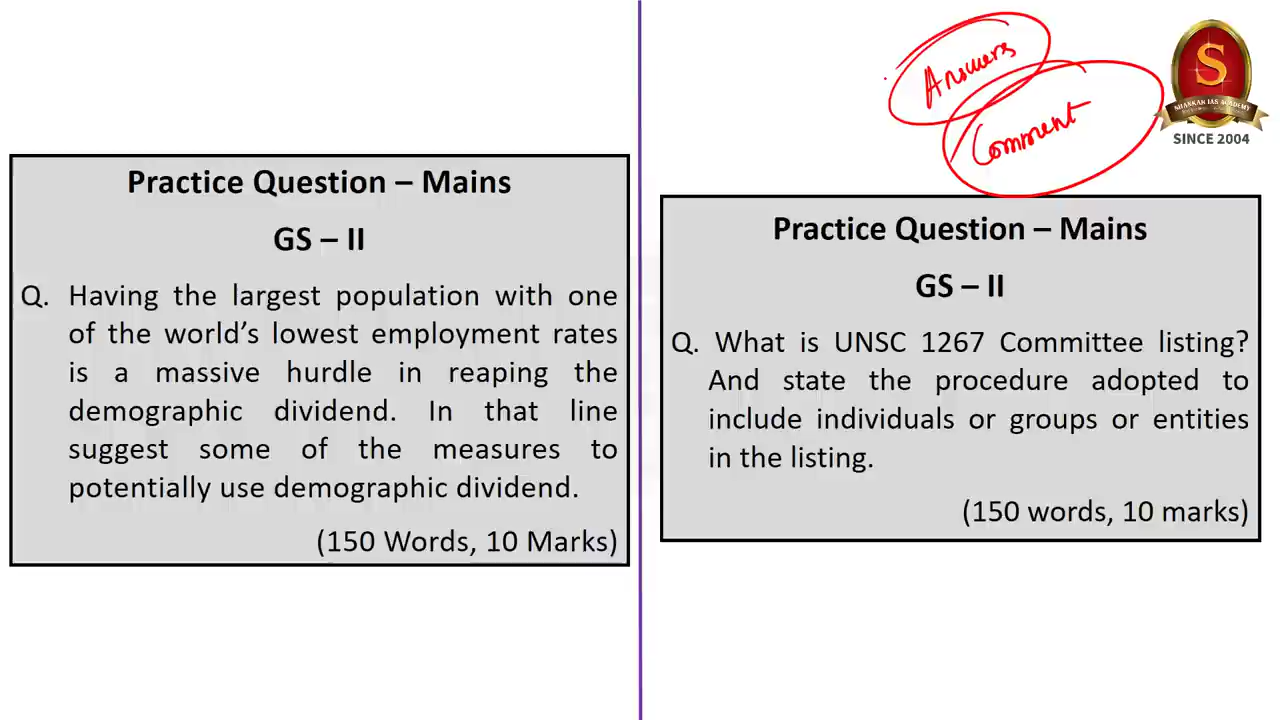 Practice Question – Mains
GS – II
Q. Having the largest population with one
of the world's lowest employment rates
is a massive hurdle in reaping the
demographic dividend. In that line
suggest some of the measures to
potentially use demographic dividend.
(150 Words, 10 Marks)
Answers
Comment
S
SHANKAR IAS ACADEMY
SINCE 2004
Practice Question – Mains
GS – II
Q. What is UNSC 1267 Committee listing?
And state the procedure adopted to
include individuals or groups or entities
in the listing.
(150 words, 10 marks)